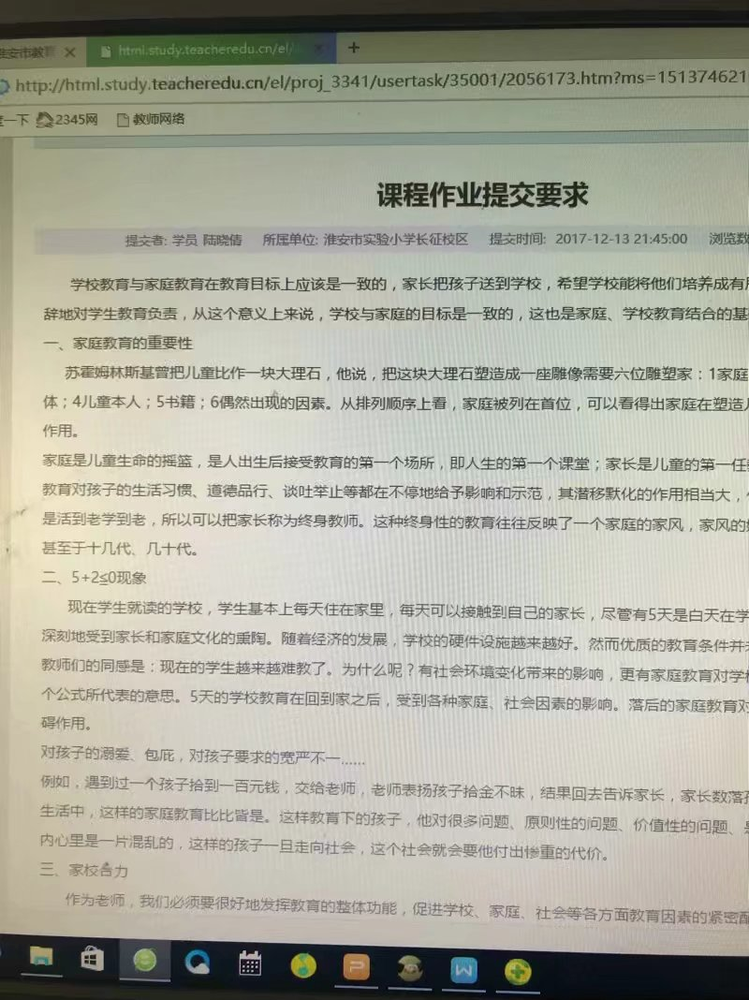 淮安市教育
html.study.teacheredu.cn/el/
http://html.study.teacheredu.cn/el/proj_3341/usertask/35001/2056173.htm?ms=151374621
一下 2345网 教师网络
课程作业提交要求
提交者: 学员 陆晓倩 所属单位: 淮安市实验小学长征校区 提交时间: 2017-12-13 21:45:00 浏览数
学校教育与家庭教育在教育目标上应该是一致的，家长把孩子送到学校，希望学校能将他们培养成有
辞地对学生教育负责，从这个意义上来说，学校与家庭的目标是一致的，这也是家庭、学校教育结合的基
一、家庭教育的重要性
苏霍姆林斯基曾把儿童比作一块大理石，他说，把这块大理石塑造成一座雕像需要六位雕塑家：1家庭
体；4儿童本人；5书籍；6偶然出现的因素。从排列顺序上看，家庭被列在首位，可以看得出家庭在塑造
作用。
家庭是儿童生命的摇篮，是人出生后接受教育的第一个场所，即人生的第一个课堂；家长是儿童的第一任
教育对孩子的生活习惯、道德品行、谈吐举止等都在不停地给予影响和示范，其潜移默化的作用相当大，
是活到老学到老，所以可以把家长称为终身教师。这种终身性的教育往往反映了一个家庭的家风，家风的
甚至于十几代、几十代。
二、5+2≦0现象
现在学生就读的学校，学生基本上每天住在家里，每天可以接触到自己的家长，尽管有5天是白天在学
深刻地受到家长和家庭文化的熏陶。随着经济的发展，学校的硬件设施越来越好。然而优质的教育条件并
教师们的同感是：现在的学生越来越难教了。为什么呢？有社会环境变化带来的影响，更有家庭教育对学
个公式所代表的意思。5天的学校教育在回到家之后，受到各种家庭、社会因素的影响。落后的家庭教育对
碍作用。
对孩子的溺爱、包庇，对孩子要求的宽严不一……
例如，遇到过一个孩子拾到一百元钱，交给老师，老师表扬孩子拾金不昧，结果回去告诉家长，家长数落
生活中，这样的家庭教育比比皆是。这样教育下的孩子，他对很多问题、原则性的问题、价值性的问题、
内心里是一片混乱的，这样的孩子一旦走向社会，这个社会就会要他付出惨重的代价。
三、家校合力
作为老师，我们必须要很好地发挥教育的整体功能，促进学校、家庭、社会等各方面教育因素的紧密